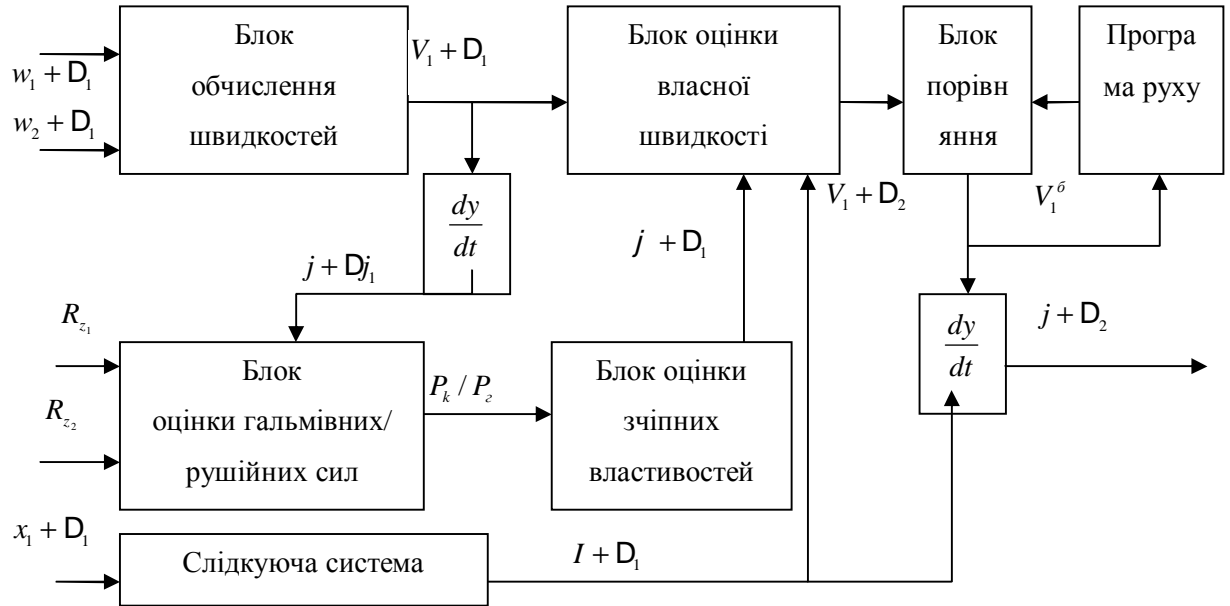 Блок
обчислення
швидкостей
w₁ + D₁
w₂ + D₁
V₁ + D₁
Блок оцінки
власної
швидкості
Блок
порівн
яння
Програ
ма руху
dy
dt
j + Dj₁
j + D₁
V₁ + D₂
V₁ᵟ
dy
dt
j + D₂
R_z₁
R_z₂
Блок
оцінки гальмівних/
рушійних сил
P_k / P_г
Блок оцінки
зчіпних
властивостей
x₁ + D₁
Слідкуюча система
I + D₁